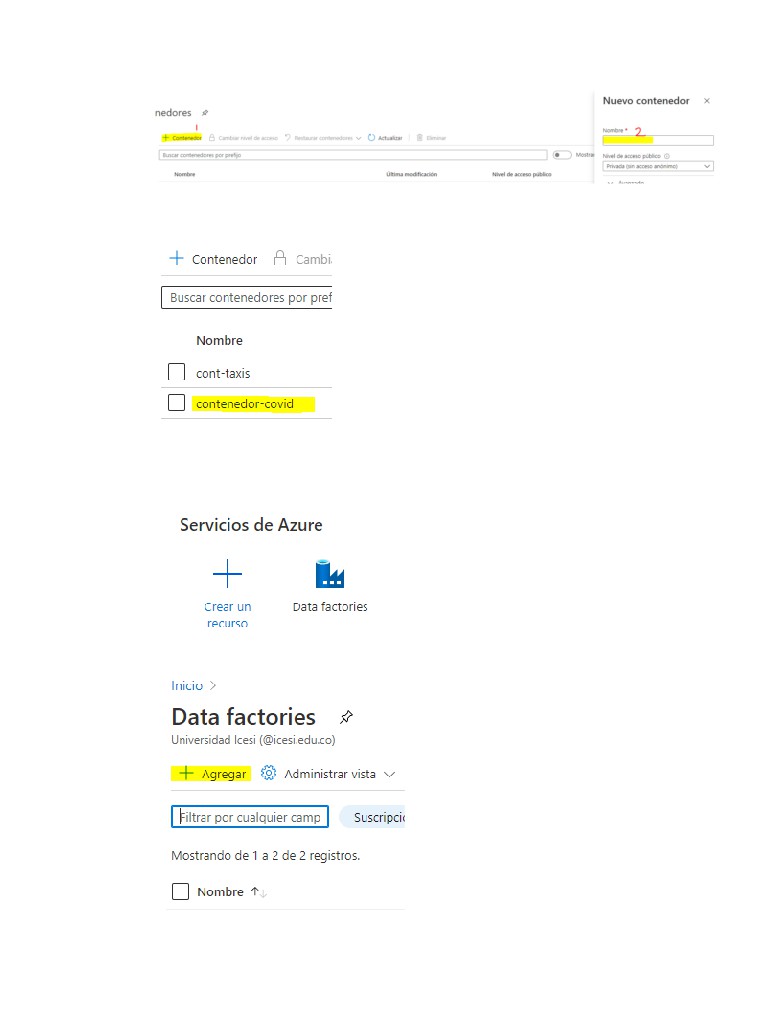 nedores
Nuevo contenedor
1
+ Contenedor Cambiar nivel de acceso Restaurar contenedores Actualizar Eliminar
Nombre * 2
Buscar contenedores por prefijo
Mostrar
Nivel de acceso público
Privada (sin acceso anónimo)
Nombre Última modificación Nivel de acceso público
Avanzado
+ Contenedor Cambi
Buscar contenedores por pref
Nombre
cont-taxis
contenedor-covid
Servicios de Azure
Crear un
recurso
Data factories
Inicio >
Data factories
Universidad Icesi (@icesi.edu.co)
+ Agregar Administrar vista
Filtrar por cualquier camp
Suscripcio
Mostrando de 1 a 2 de 2 registros.
Nombre ↑↓